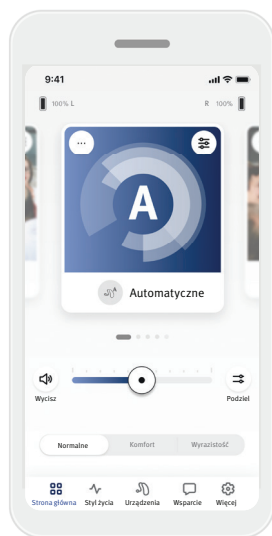 9:41
100% L R 100%
A
A
Automatyczne
Wycisz Podziel
Normalne Komfort Wyrazistość
Strona główna Styl życia Urządzenia Wsparcie Więcej